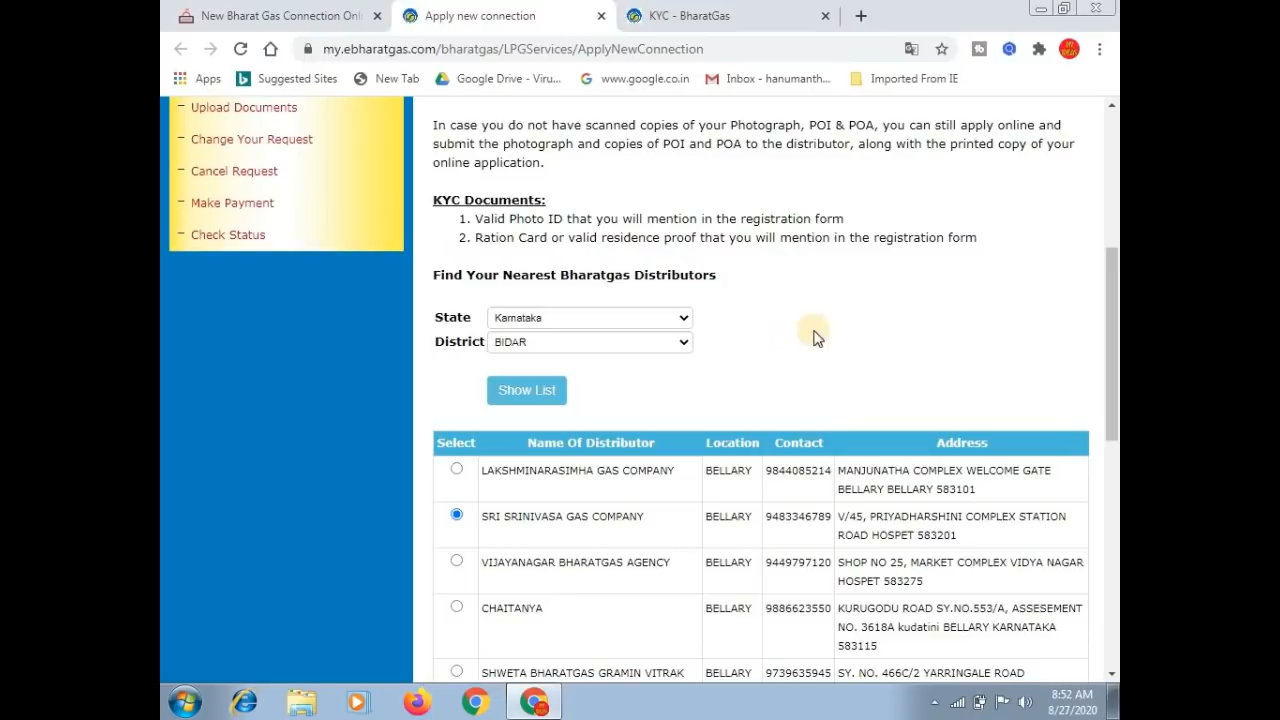 New Bharat Gas Connection Onl
Apply new connection
KYC - BharatGas
my.ebharatgas.com/bharatgas/LPGServices/ApplyNewConnection
Apps
Suggested Sites
New Tab
Google Drive - Viru...
www.google.co.in
Inbox - hanumanth...
Imported From IE
Upload Documents
Change Your Request
Cancel Request
Make Payment
Check Status
In case you do not have scanned copies of your Photograph, POI & POA, you can still apply online and
submit the photograph and copies of POI and POA to the distributor, along with the printed copy of your
online application.
KYC Documents:
1. Valid Photo ID that you will mention in the registration form
2. Ration Card or valid residence proof that you will mention in the registration form
Find Your Nearest Bharatgas Distributors
State Karnataka
District BIDAR
Show List
Select Name Of Distributor Location Contact Address
LAKSHMINARASIMHA GAS COMPANY BELLARY 9844085214 MANJUNATHA COMPLEX WELCOME GATE
BELLARY BELLARY 583101
SRI SRINIVASA GAS COMPANY BELLARY 9483346789 V/45, PRIYADHARSHINI COMPLEX STATION
ROAD HOSPET 583201
VIJAYANAGAR BHARATGAS AGENCY BELLARY 9449797120 SHOP NO 25, MARKET COMPLEX VIDYA NAGAR
HOSPET 583275
CHAITANYA BELLARY 9886623550 KURUGODU ROAD SY.NO.553/A, ASSESEMENT
NO. 3618A kudatini BELLARY KARNATAKA
583115
SHWETA BHARATGAS GRAMIN VITRAK BELLARY 9739635945 SY. NO. 466C/2 YARRINGALE ROAD
8:52 AM
8/27/2020